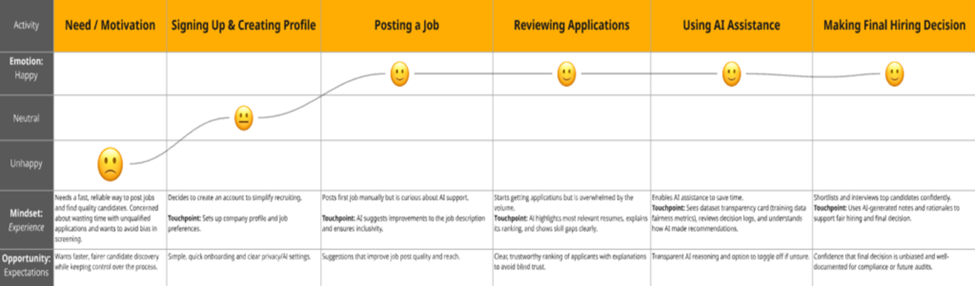 Activity
Need / Motivation
Signing Up & Creating Profile
Posting a Job
Reviewing Applications
Using AI Assistance
Making Final Hiring Decision
Emotion:
Happy
Neutral
Unhappy
Mindset:
Experience
Needs a fast, reliable way to post jobs
and find quality candidates. Concerned
about wasting time with unqualified
applications and wants to avoid bias in
screening.
Decides to create an account to simplify recruiting.
Touchpoint: Sets up company profile and job
preferences.
Posts first job manually but is curious about AI support.
Touchpoint: AI suggests improvements to the job description
and ensures inclusivity.
Starts getting applications but is overwhelmed by the
volume.
Touchpoint: AI highlights most relevant resumes, explains
its ranking, and shows skill gaps clearly.
Enables AI assistance to save time.
Touchpoint: Sees dataset transparency card (training data
fairness metrics), reviews decision logs, and understands
how AI made recommendations.
Shortlists and interviews top candidates confidently.
Touchpoint: Uses AI-generated notes and rationales to
support fair hiring and final decision.
Opportunity:
Expectations
Wants faster, fairer candidate discovery
while keeping control over the process.
Simple, quick onboarding and clear privacy/AI settings.
Suggestions that improve job post quality and reach.
Clear, trustworthy ranking of applicants with explanations
to avoid blind trust.
Transparent AI reasoning and option to toggle off if unsure.
Confidence that final decision is unbiased and well-
documented for compliance or future audits.